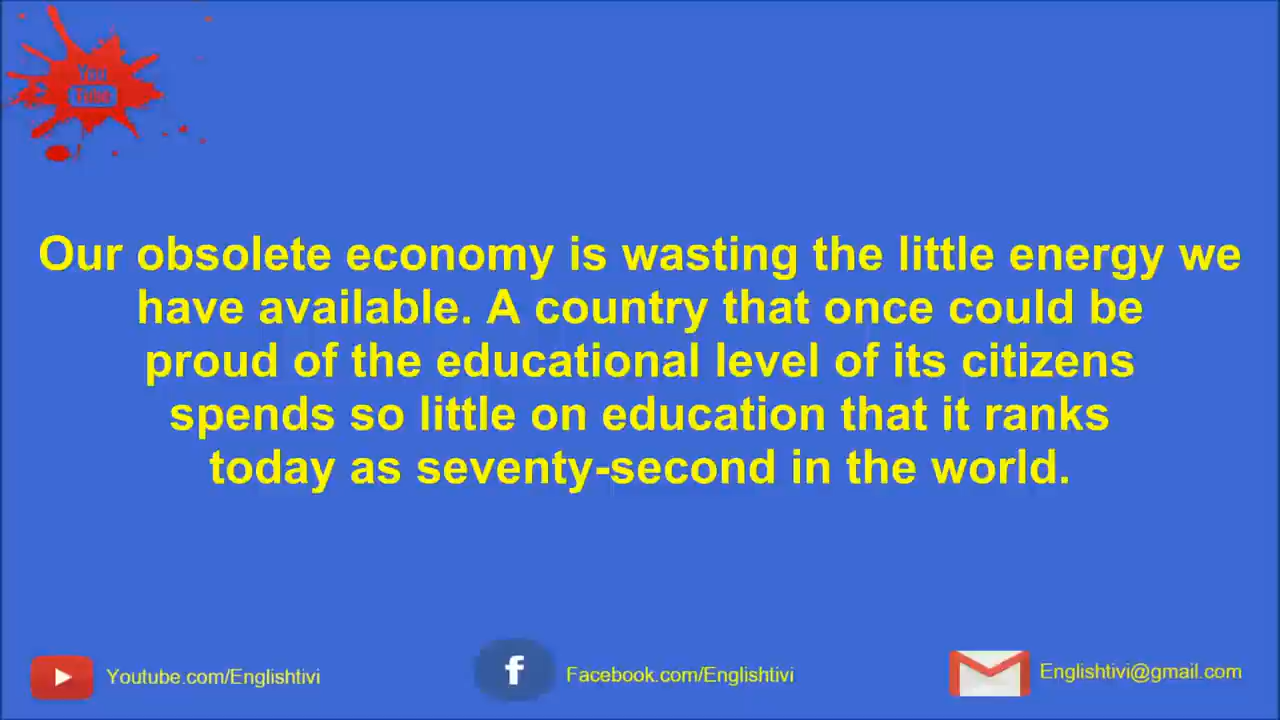 You
Tube
Our obsolete economy is wasting the little energy we
have available. A country that once could be
proud of the educational level of its citizens
spends so little on education that it ranks
today as seventy-second in the world.
Youtube.com/Englishtivi
f
Facebook.com/Englishtivi
Englishtivi@gmail.com